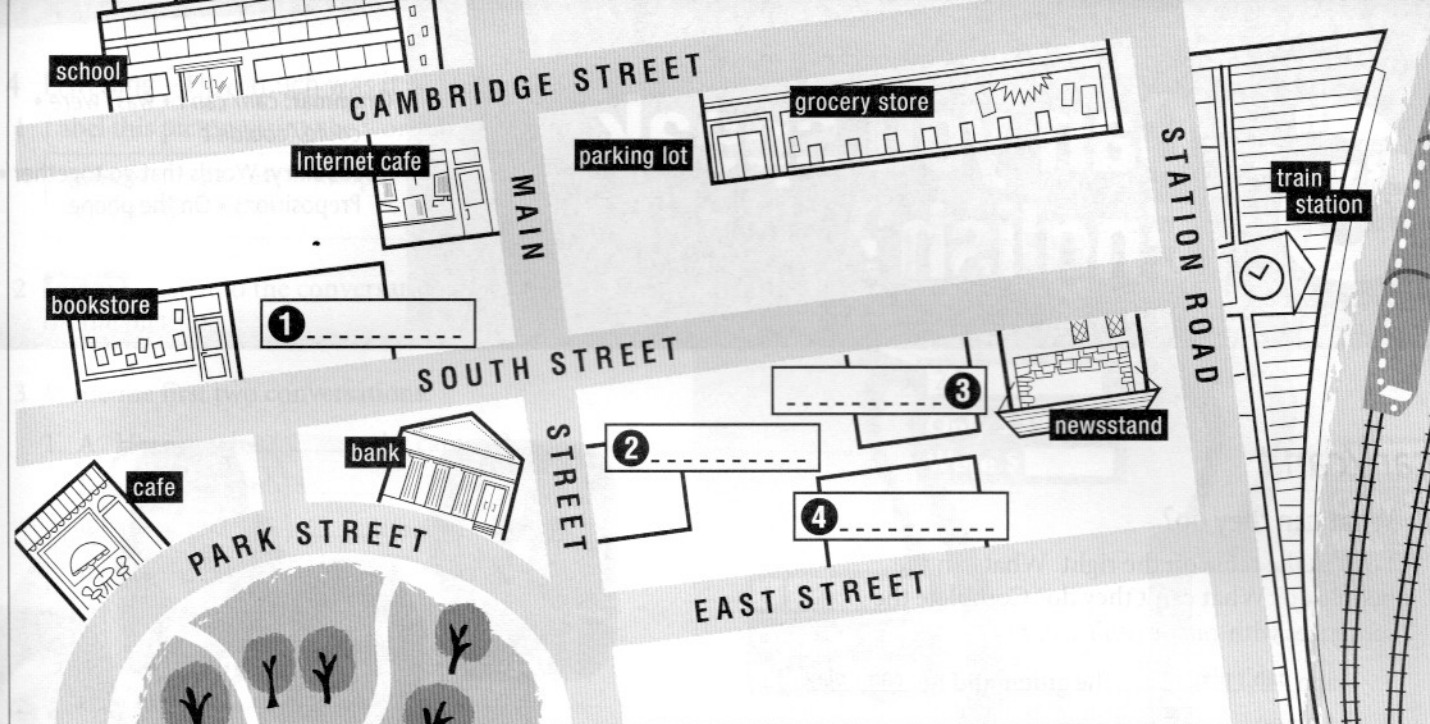 school
CAMBRIDGE STREET
grocery store
Internet cafe
parking lot
MAIN
STREET
STATION ROAD
train
station
bookstore
1
SOUTH STREET
3
newsstand
bank
2
cafe
4
PARK STREET
EAST STREET